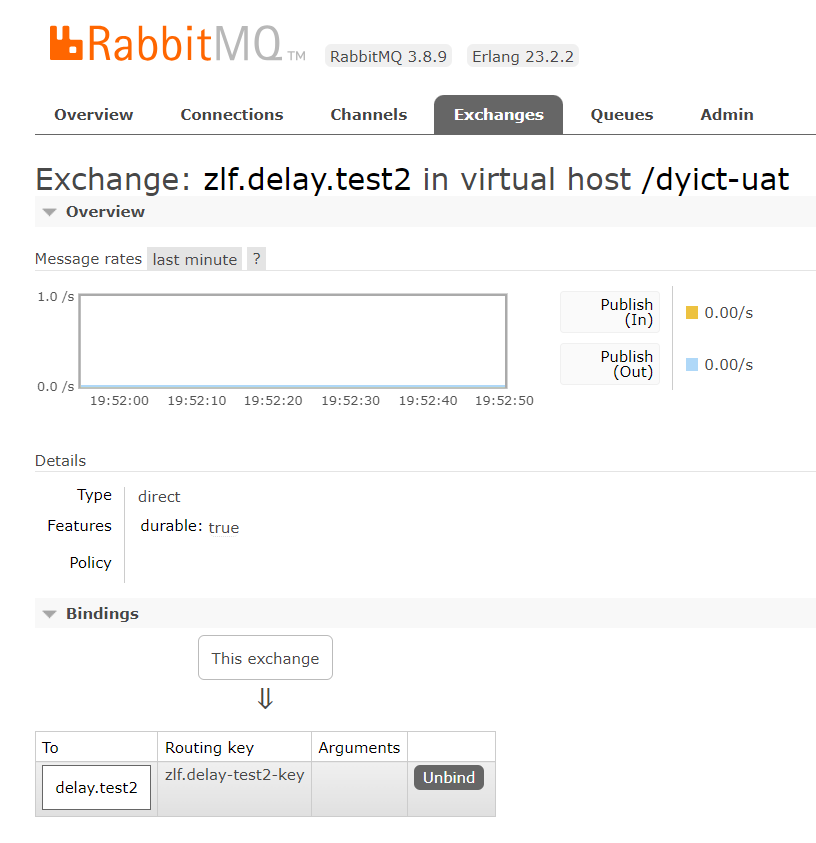 RabbitMQ TM RabbitMQ 3.8.9 Erlang 23.2.2
Overview Connections Channels Exchanges Queues Admin
Exchange: zlf.delay.test2 in virtual host /dyict-uat
Overview
Message rates last minute ?
1.0 /s
0.0 /s
19:52:00 19:52:10 19:52:20 19:52:30 19:52:40 19:52:50
Publish
(In)
0.00/s
Publish
(Out)
0.00/s
Details
Type direct
Features durable: true
Policy
Bindings
This exchange
⇓
To Routing key Arguments
delay.test2 zlf.delay-test2-key Unbind